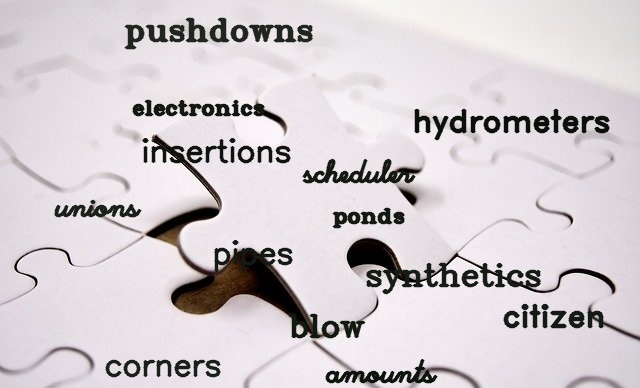 pushdowns
electronics
hydrometers
insertions
scheduler
unions
ponds
pipes
synthetics
citizen
blow
corners
amounts